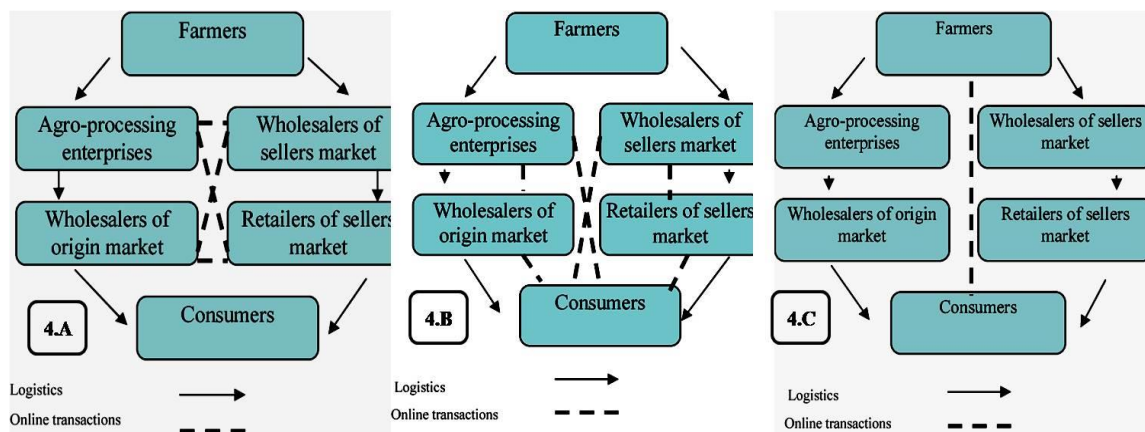 Farmers
Agro-processing
enterprises
Wholesalers of
sellers market
Wholesalers of
origin market
Retailers of sellers
market
Consumers
4.A
Logistics
Online transactions
Farmers
Agro-processing
enterprises
Wholesalers of
sellers market
Wholesalers of
origin market
Retailers of sellers
market
Consumers
4.B
Logistics
Online transactions
Farmers
Agro-processing
enterprises
Wholesalers of sellers
market
Wholesalers of origin
market
Retailers of sellers
market
Consumers
4.C
Logistics
Online transactions